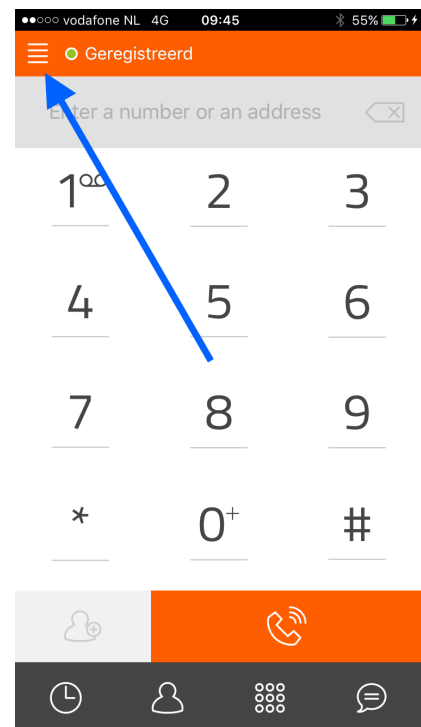 vodafone NL 4G 09:45 55%
Geregistreerd
Enter a number or an address
1 2 3
4 5 6
7 8 9
* 0+ #